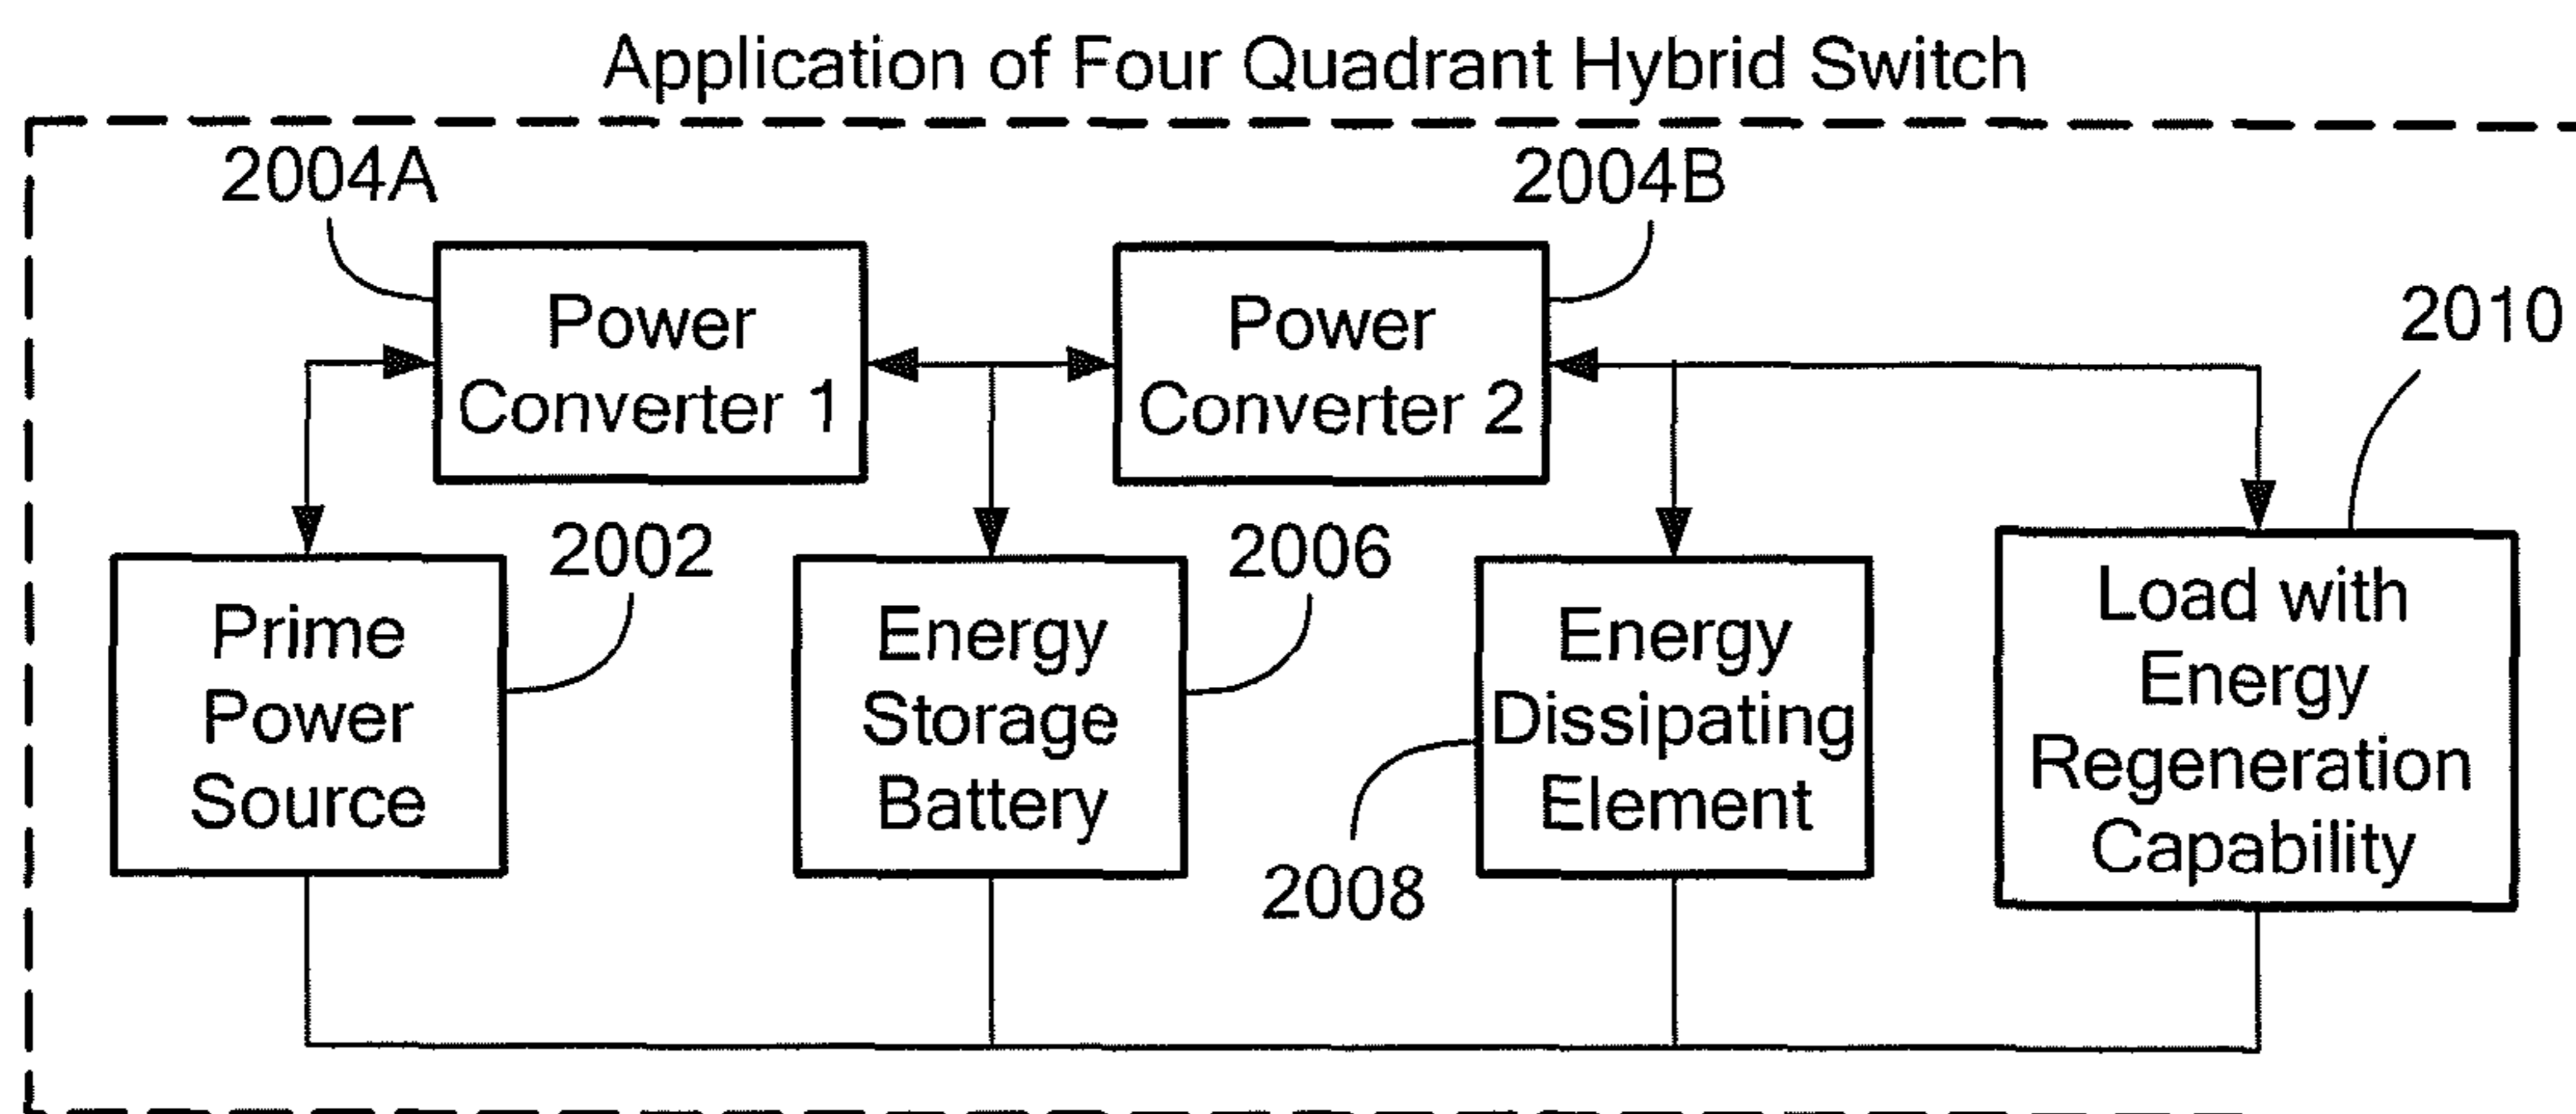 Application of Four Quadrant Hybrid Switch
2004A
2004B
Power
Converter 1
Power
Converter 2
2010
2002
Prime
Power
Source
2006
Energy
Storage
Battery
Energy
Dissipating
Element
2008
Load with
Energy
Regeneration
Capability